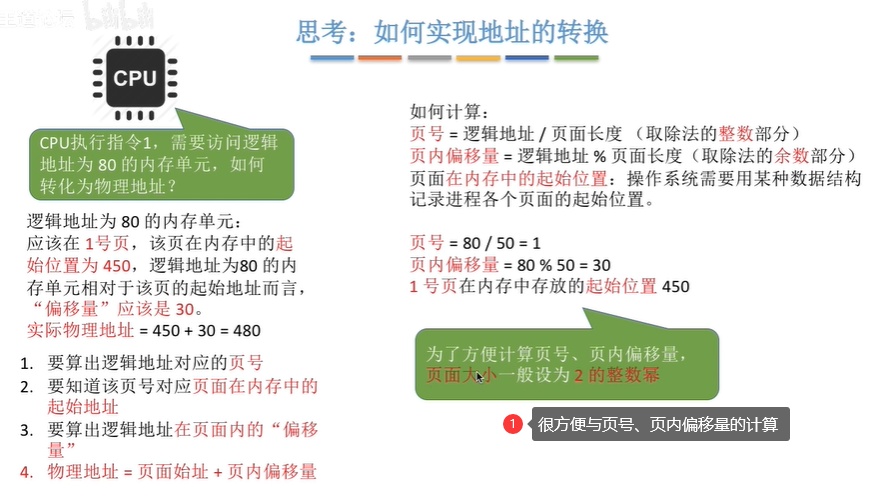 思考：如何实现地址的转换
CPU
CPU执行指令1，需要访问逻辑
地址为 80 的内存单元，如何
转化为物理地址？
逻辑地址为 80 的内存单元：
应该在 1号页，该页在内存中的起
始位置为 450，逻辑地址为80 的内
存单元相对于该页的起始地址而言，
“偏移量”应该是 30。
实际物理地址 = 450 + 30 = 480
1. 要算出逻辑地址对应的页号
2. 要知道该页号对应页面在内存中的
起始地址
3. 要算出逻辑地址在页面内的“偏移
量”
4. 物理地址 = 页面始址 + 页内偏移量
如何计算：
页号 = 逻辑地址 / 页面长度 （取除法的整数部分）
页内偏移量 = 逻辑地址 % 页面长度（取除法的余数部分）
页面在内存中的起始位置：操作系统需要用某种数据结构
记录进程各个页面的起始位置。
页号 = 80 / 50 = 1
页内偏移量 = 80 % 50 = 30
1 号页在内存中存放的起始位置 450
为了方便计算页号、页内偏移量，
页面大小一般设为 2 的整数幂
1 很方便与页号、页内偏移量的计算